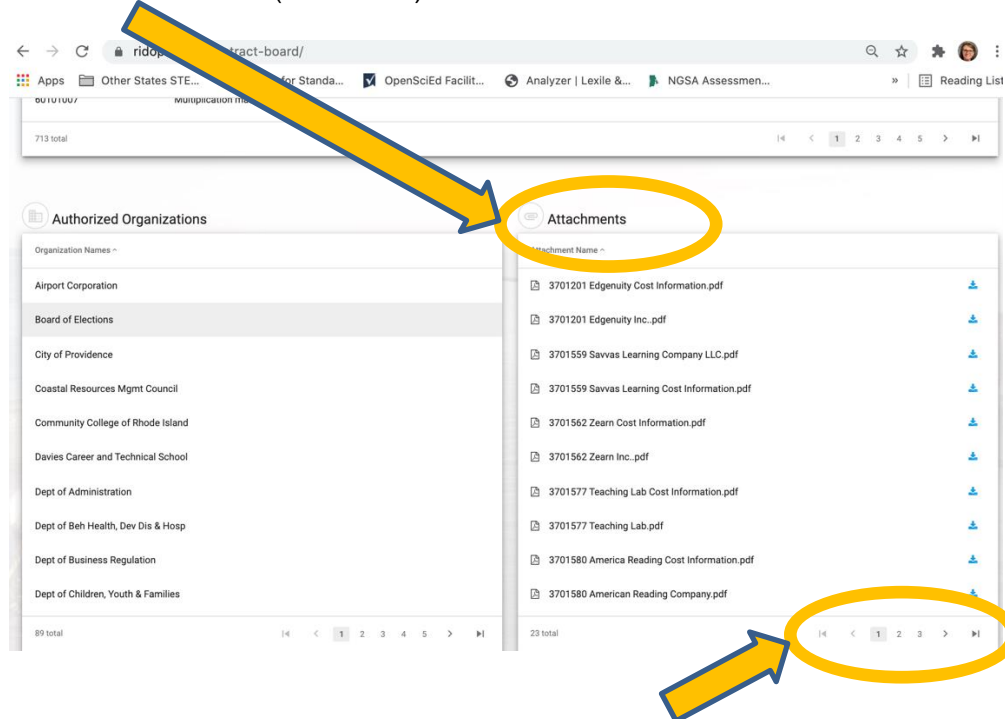 ridop tract-board/
Apps Other States STE... for Standa... OpenSciEd Facilit... Analyzer | Lexile &... NGSA Assessmen... » Reading List
60101007 Multiplication
713 total 1 2 3 4 5
Authorized Organizations
Organization Names
Airport Corporation
Board of Elections
City of Providence
Coastal Resources Mgmt Council
Community College of Rhode Island
Davies Career and Technical School
Dept of Administration
Dept of Beh Health, Dev Dis & Hosp
Dept of Business Regulation
Dept of Children, Youth & Families
89 total 1 2 3 4 5
Attachments
Attachment Name
3701201 Edgenuity Cost Information.pdf
3701201 Edgenuity Inc..pdf
3701559 Savvas Learning Company LLC.pdf
3701559 Savvas Learning Cost Information.pdf
3701562 Zearn Cost Information.pdf
3701562 Zearn Inc..pdf
3701577 Teaching Lab Cost Information.pdf
3701577 Teaching Lab.pdf
3701580 America Reading Cost Information.pdf
3701580 American Reading Company.pdf
23 total 1 2 3